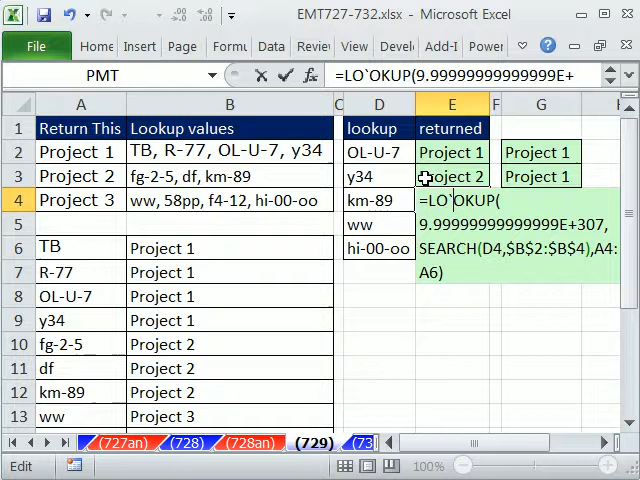 EMT727-732.xlsx - Microsoft Excel
File Home Insert Page Formu Data Review View Develo Add-I Power
PMT =LO`OKUP(9.99999999999999E+
A B C D E F G
1 Return This Lookup values lookup returned
2 Project 1 TB, R-77, OL-U-7, y34 OL-U-7 Project 1 Project 1
3 Project 2 fg-2-5, df, km-89 y34 Project 2 Project 1
4 Project 3 ww, 58pp, f4-12, hi-00-oo km-89 =LO`OKUP(
5 ww 9.99999999999999E+307,
6 TB Project 1 hi-00-oo SEARCH(D4,$B$2:$B$4),A4:
7 R-77 Project 1 A6)
8 OL-U-7 Project 1
9 y34 Project 1
10 fg-2-5 Project 2
11 df Project 2
12 km-89 Project 2
13 ww Project 3
(727an) (728) (728an) (729) (73
Edit 100%